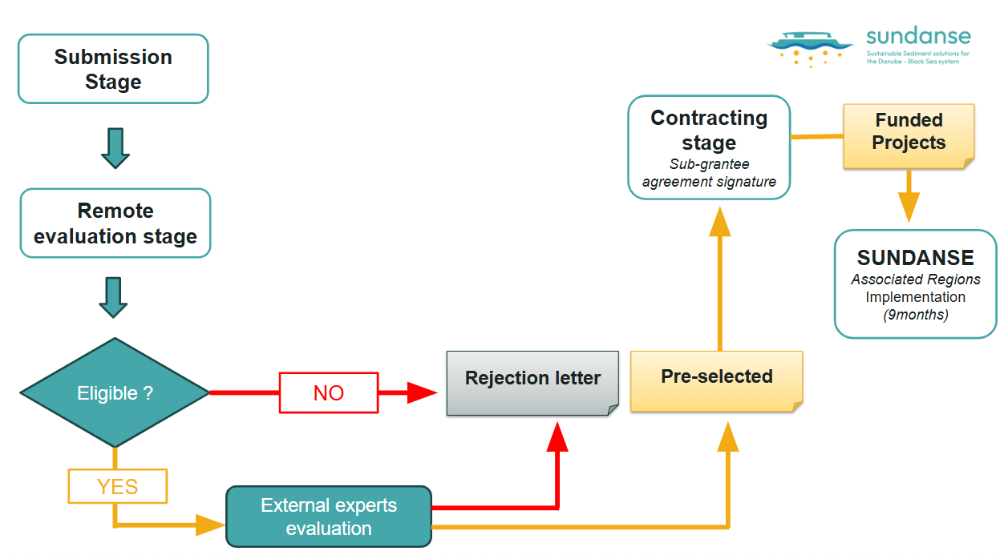 Submission
Stage
Remote
evaluation stage
Eligible ?
NO
YES
External experts
evaluation
Rejection letter
Pre-selected
Contracting
stage
Sub-grantee
agreement signature
Funded
Projects
SUNDANSE
Associated Regions
Implementation
(9months)
sundanse
Sustainable Sediment solutions for
the Danube - Black Sea system